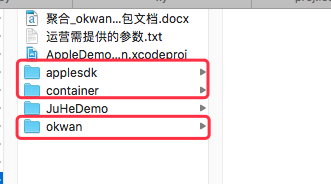 聚合_okwan...包文档.docx
运营需提供的参数.txt
AppleDemo...n.xcodeproj
applesdk
container
JuHeDemo
okwan